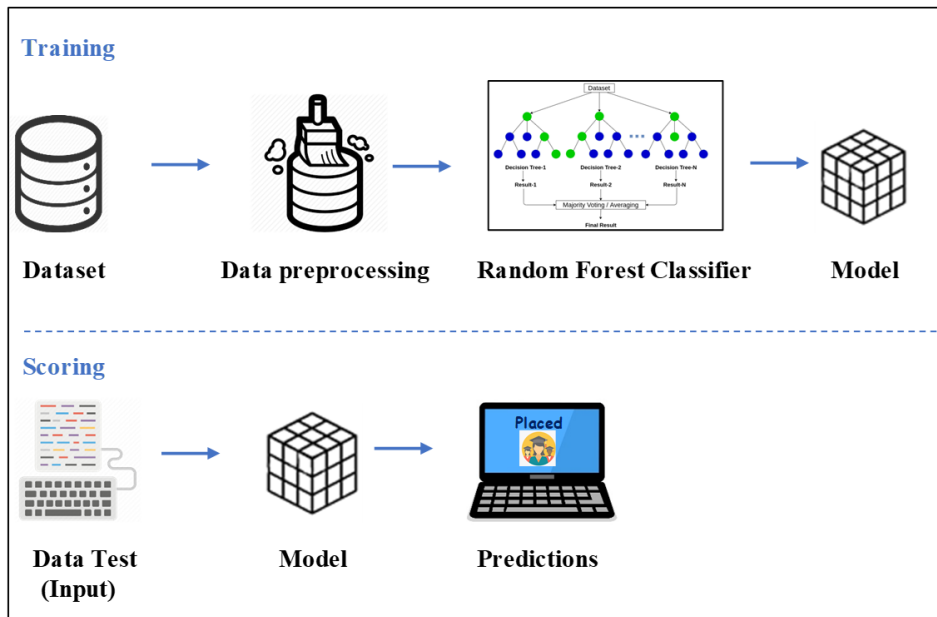 Training
Dataset
Decision Tree-1 Decision Tree-2 Decision Tree-N
Result-1 Result-2 Result-N
Majority Voting / Averaging
Final Result
Dataset Data preprocessing Random Forest Classifier Model
Scoring
Placed
Data Test Model Predictions
(Input)